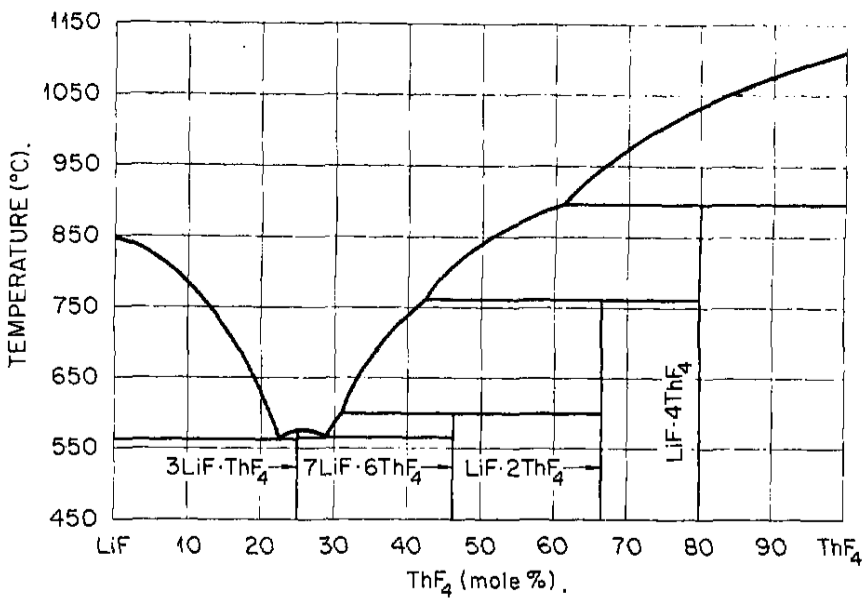 1150
1050
950
850
750
650
550
450
TEMPERATURE (°C).
3LiF·ThF₄
7LiF·6ThF₄
LiF·2ThF₄
LiF·4ThF₄
LiF 10 20 30 40 50 60 70 80 90 ThF₄
ThF₄ (mole %).